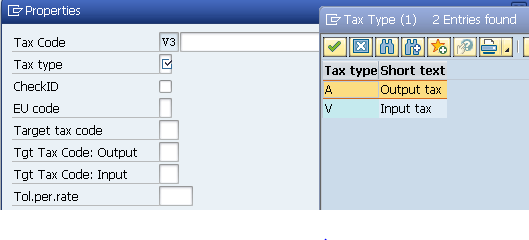 Properties
Tax Code V3
Tax type
CheckID
EU code
Target tax code
Tgt Tax Code: Output
Tgt Tax Code: Input
Tol.per.rate
Tax Type (1) 2 Entries found
Tax type Short text
A Output tax
V Input tax